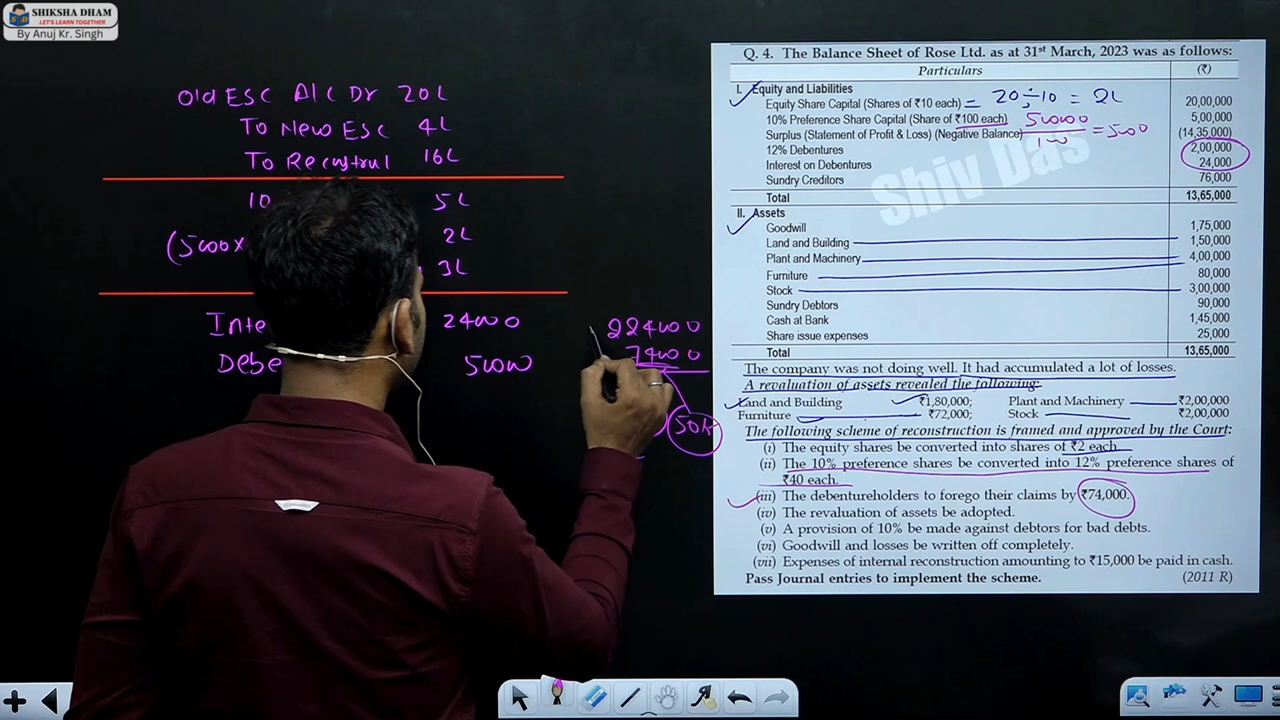 SHIKSHA DHAM
LET'S LEARN TOGETHER
By Anuj Kr. Singh
Old ESC A/C Dr 20L
To New ESC 4L
To Reconstru 16L
10 5L
(5000x 2L
3L
Inte 24000
Debe 50000
224000
74000
50K
Q. 4. The Balance Sheet of Rose Ltd. as at 31st March, 2023 was as follows:
Particulars (₹)
I. Equity and Liabilities
Equity Share Capital (Shares of ₹10 each) = 20 ÷ 10 = 2L 20,00,000
10% Preference Share Capital (Share of ₹100 each) 500000 5,00,000
Surplus (Statement of Profit & Loss) (Negative Balance) 100 = 5000 (14,35,000)
12% Debentures 2,00,000
Interest on Debentures 24,000
Sundry Creditors 76,000
Total 13,65,000
II. Assets
Goodwill 1,75,000
Land and Building 1,50,000
Plant and Machinery 4,00,000
Furniture 80,000
Stock 3,00,000
Sundry Debtors 90,000
Cash at Bank 1,45,000
Share issue expenses 25,000
Total 13,65,000
Shiv Das
The company was not doing well. It had accumulated a lot of losses.
A revaluation of assets revealed the following:
Land and Building ₹1,80,000; Plant and Machinery ₹2,00,000
Furniture ₹72,000; Stock ₹2,00,000
The following scheme of reconstruction is framed and approved by the Court:
(i) The equity shares be converted into shares of ₹2 each.
(ii) The 10% preference shares be converted into 12% preference shares of
₹40 each.
(iii) The debentureholders to forego their claims by ₹74,000.
(iv) The revaluation of assets be adopted.
(v) A provision of 10% be made against debtors for bad debts.
(vi) Goodwill and losses be written off completely.
(vii) Expenses of internal reconstruction amounting to ₹15,000 be paid in cash.
Pass Journal entries to implement the scheme. (2011 R)